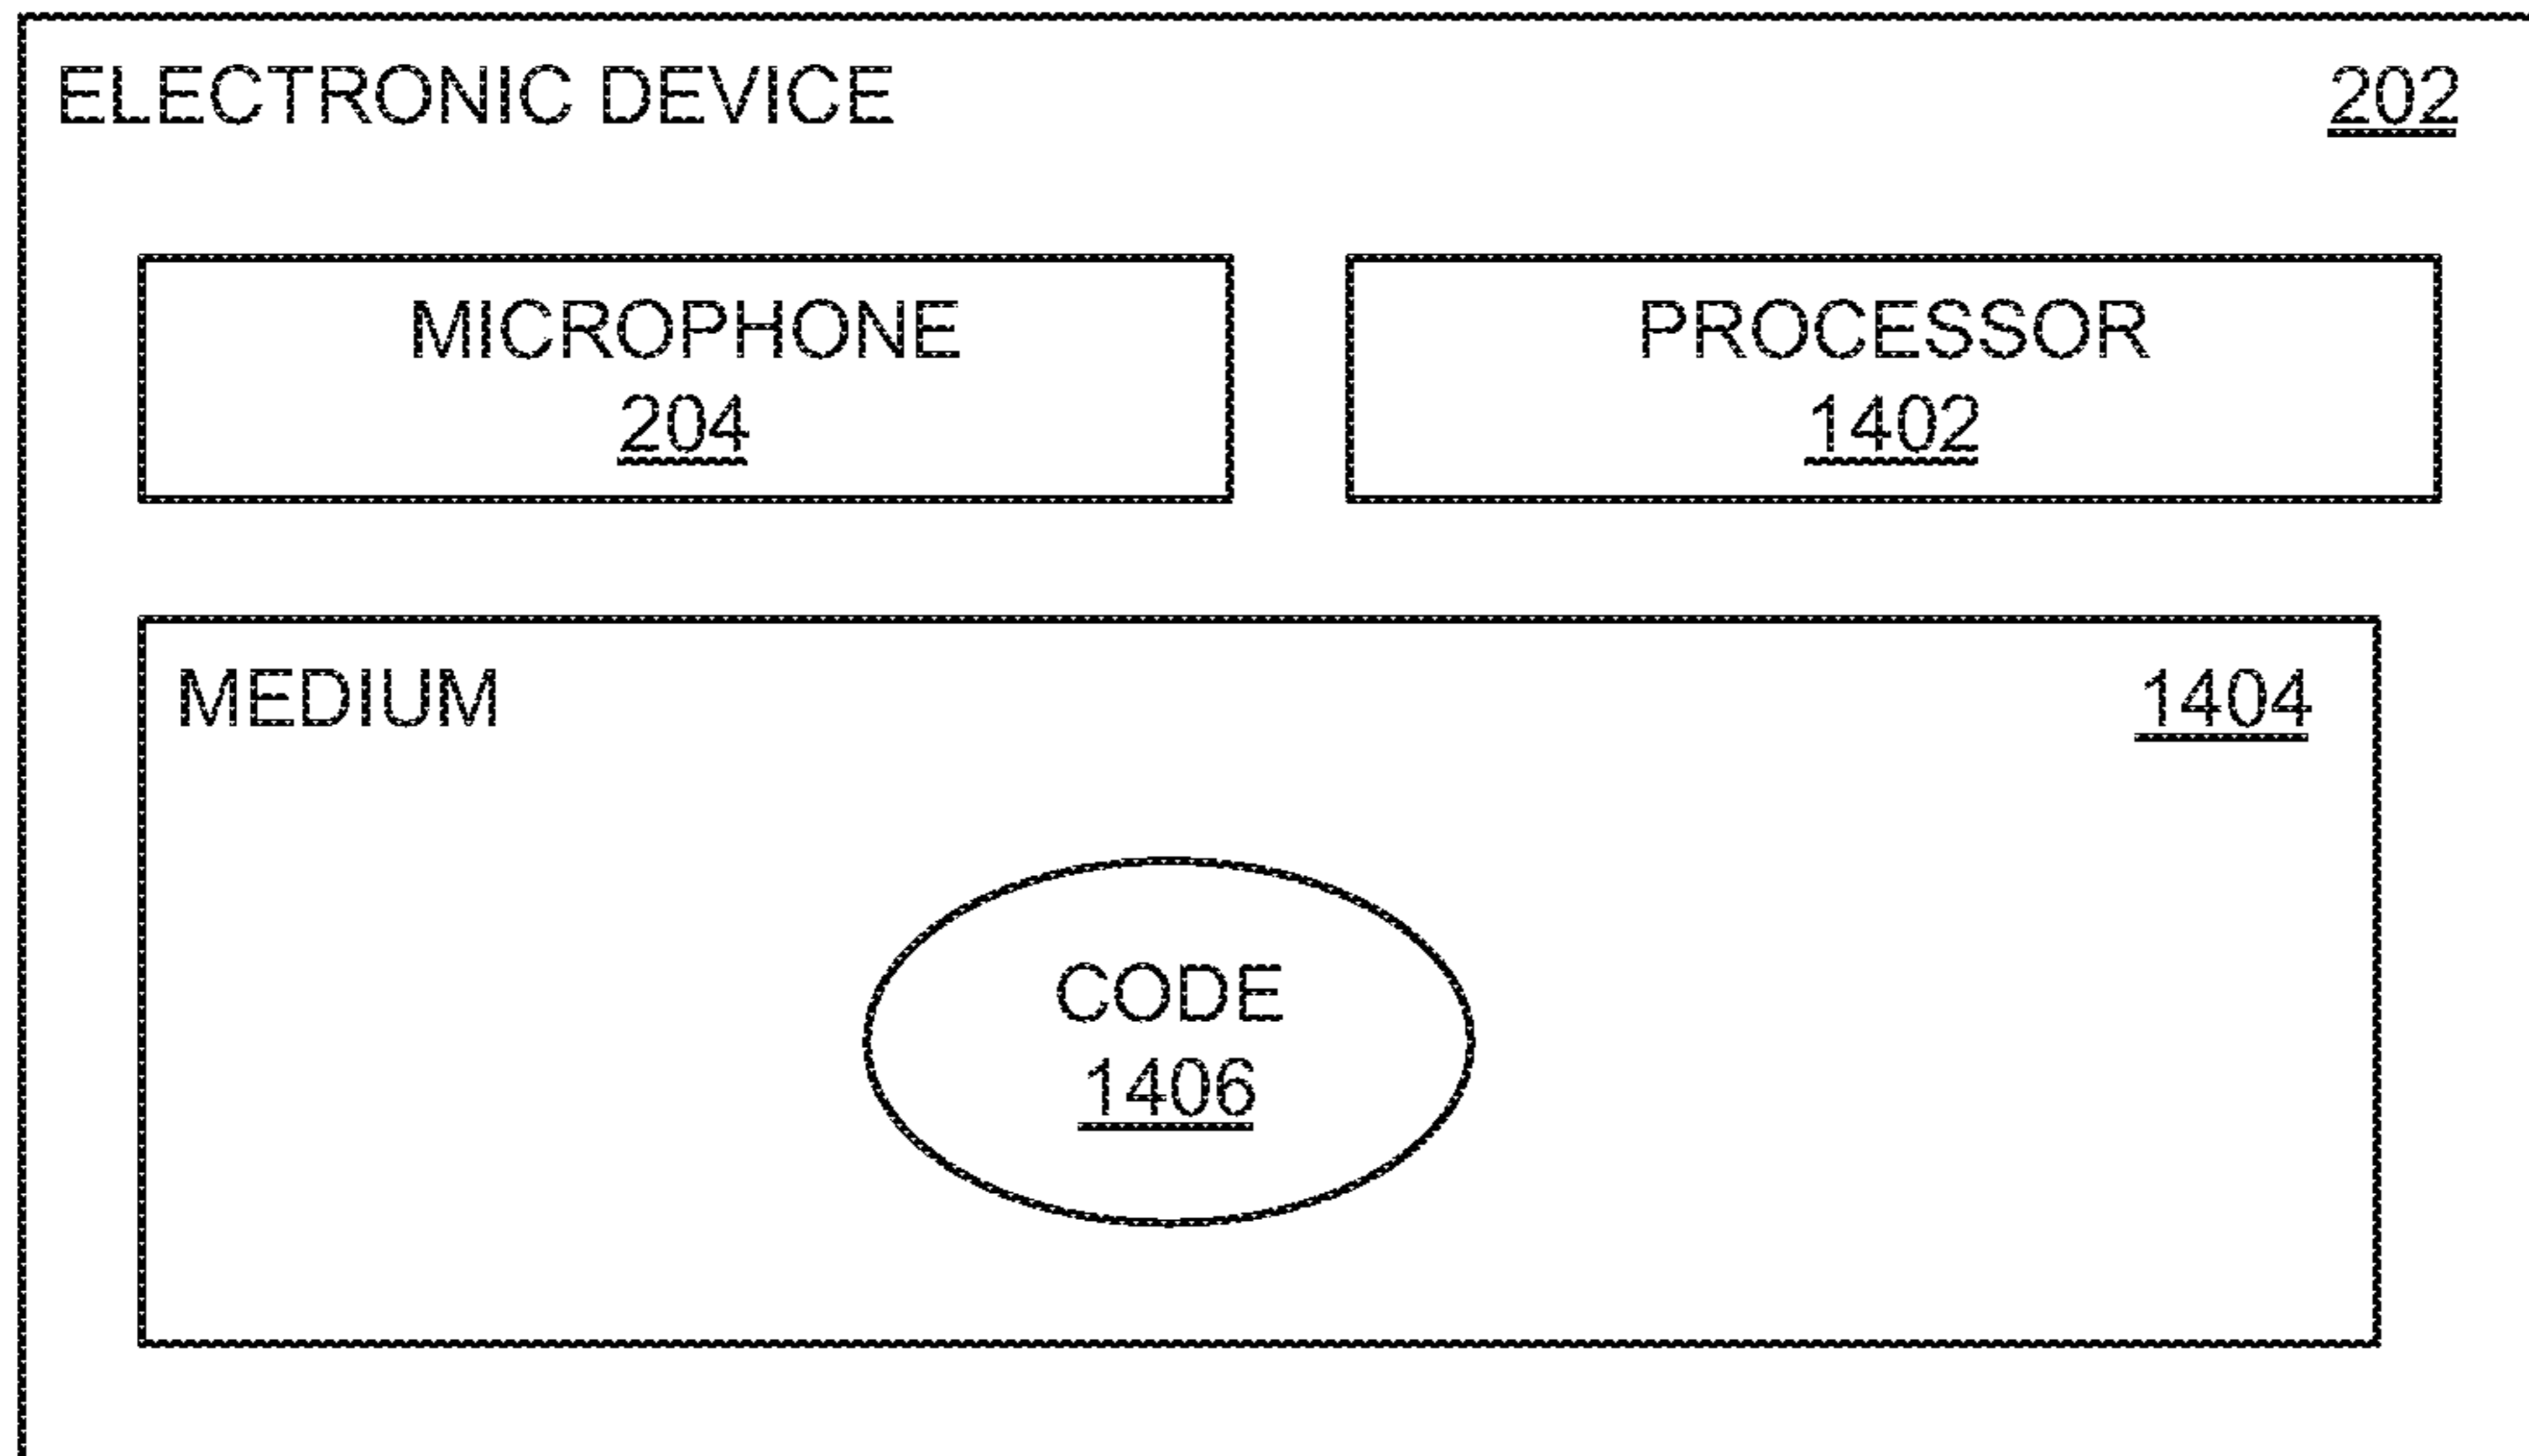 ELECTRONIC DEVICE 202
MICROPHONE
204
PROCESSOR
1402
MEDIUM 1404
CODE
1406